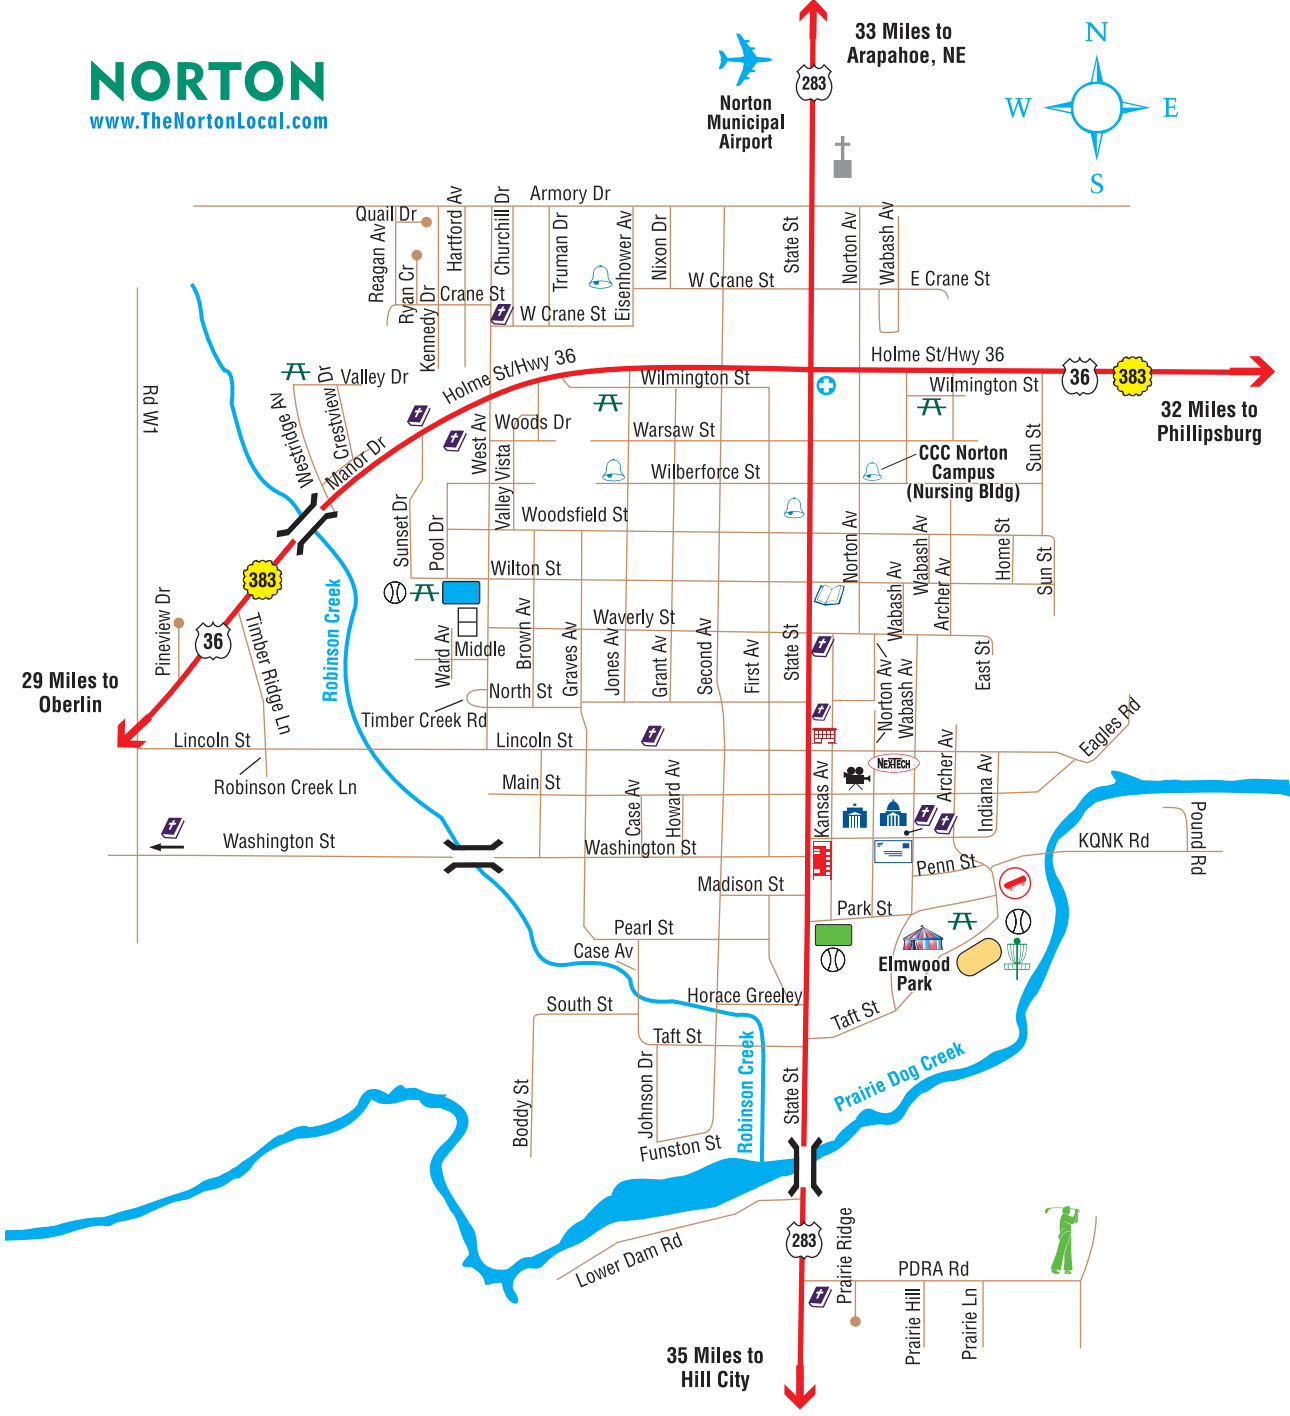 NORTON
www.TheNortonLocal.com
33 Miles to
Arapahoe, NE
283
Norton
Municipal
Airport
N
W
E
S
Armory Dr
Quail Dr
Reagan Av
Ryan Cr
Kennedy Dr
Hartford Av
Churchill Dr
Truman Dr
Eisenhower Av
Nixon Dr
State St
Norton Av
Wabash Av
Crane St
W Crane St
W Crane St
E Crane St
Holme St/Hwy 36
Holme St/Hwy 36
36
383
32 Miles to
Phillipsburg
Rd W1
Valley Dr
Westridge Av
Crestview Dr
Manor Dr
Wilmington St
Wilmington St
Woods Dr
West Av
Valley Vista
Warsaw St
Wilberforce St
CCC Norton
Campus
(Nursing Bldg)
Sun St
Woodsfield St
Sunset Dr
Pool Dr
Wilton St
Norton Av
Wabash Av
Wabash Av
Archer Av
Home St
Sun St
383
36
Pineview Dr
Timber Ridge Ln
Robinson Creek
29 Miles to
Oberlin
Waverly St
Ward Av
Middle
Brown Av
Graves Av
Jones Av
Grant Av
Second Av
First Av
State St
Norton Av
Wabash Av
East St
North St
Timber Creek Rd
Lincoln St
Lincoln St
Robinson Creek Ln
Eagles Rd
NEXTECH
Main St
Case Av
Howard Av
Kansas Av
Archer Av
Indiana Av
Washington St
Washington St
KQNK Rd
Pound Rd
Penn St
Madison St
Park St
Pearl St
Case Av
Elmwood
Park
Horace Greeley
South St
Taft St
Taft St
Robinson Creek
Prairie Dog Creek
State St
Boddy St
Johnson Dr
Funston St
Lower Dam Rd
283
Prairie Ridge
PDRA Rd
Prairie Hill
Prairie Ln
35 Miles to
Hill City